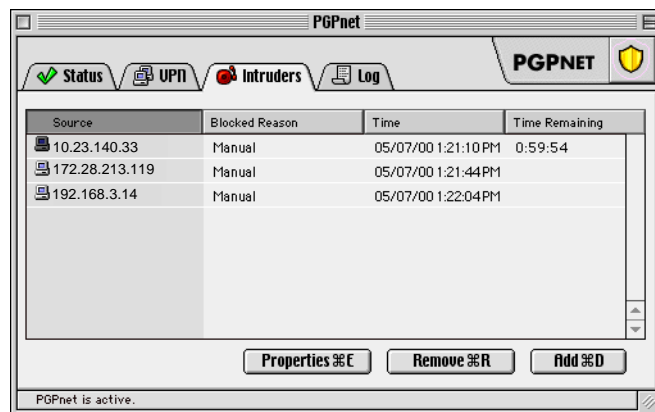 PGPnet
Status VPN Intruders Log PGPNET
Source Blocked Reason Time Time Remaining
10.23.140.33 Manual 05/07/00 1:21:10 PM 0:59:54
172.28.213.119 Manual 05/07/00 1:21:44 PM
192.168.3.14 Manual 05/07/00 1:22:04 PM
Properties ⌘E Remove ⌘R Add ⌘D
PGPnet is active.